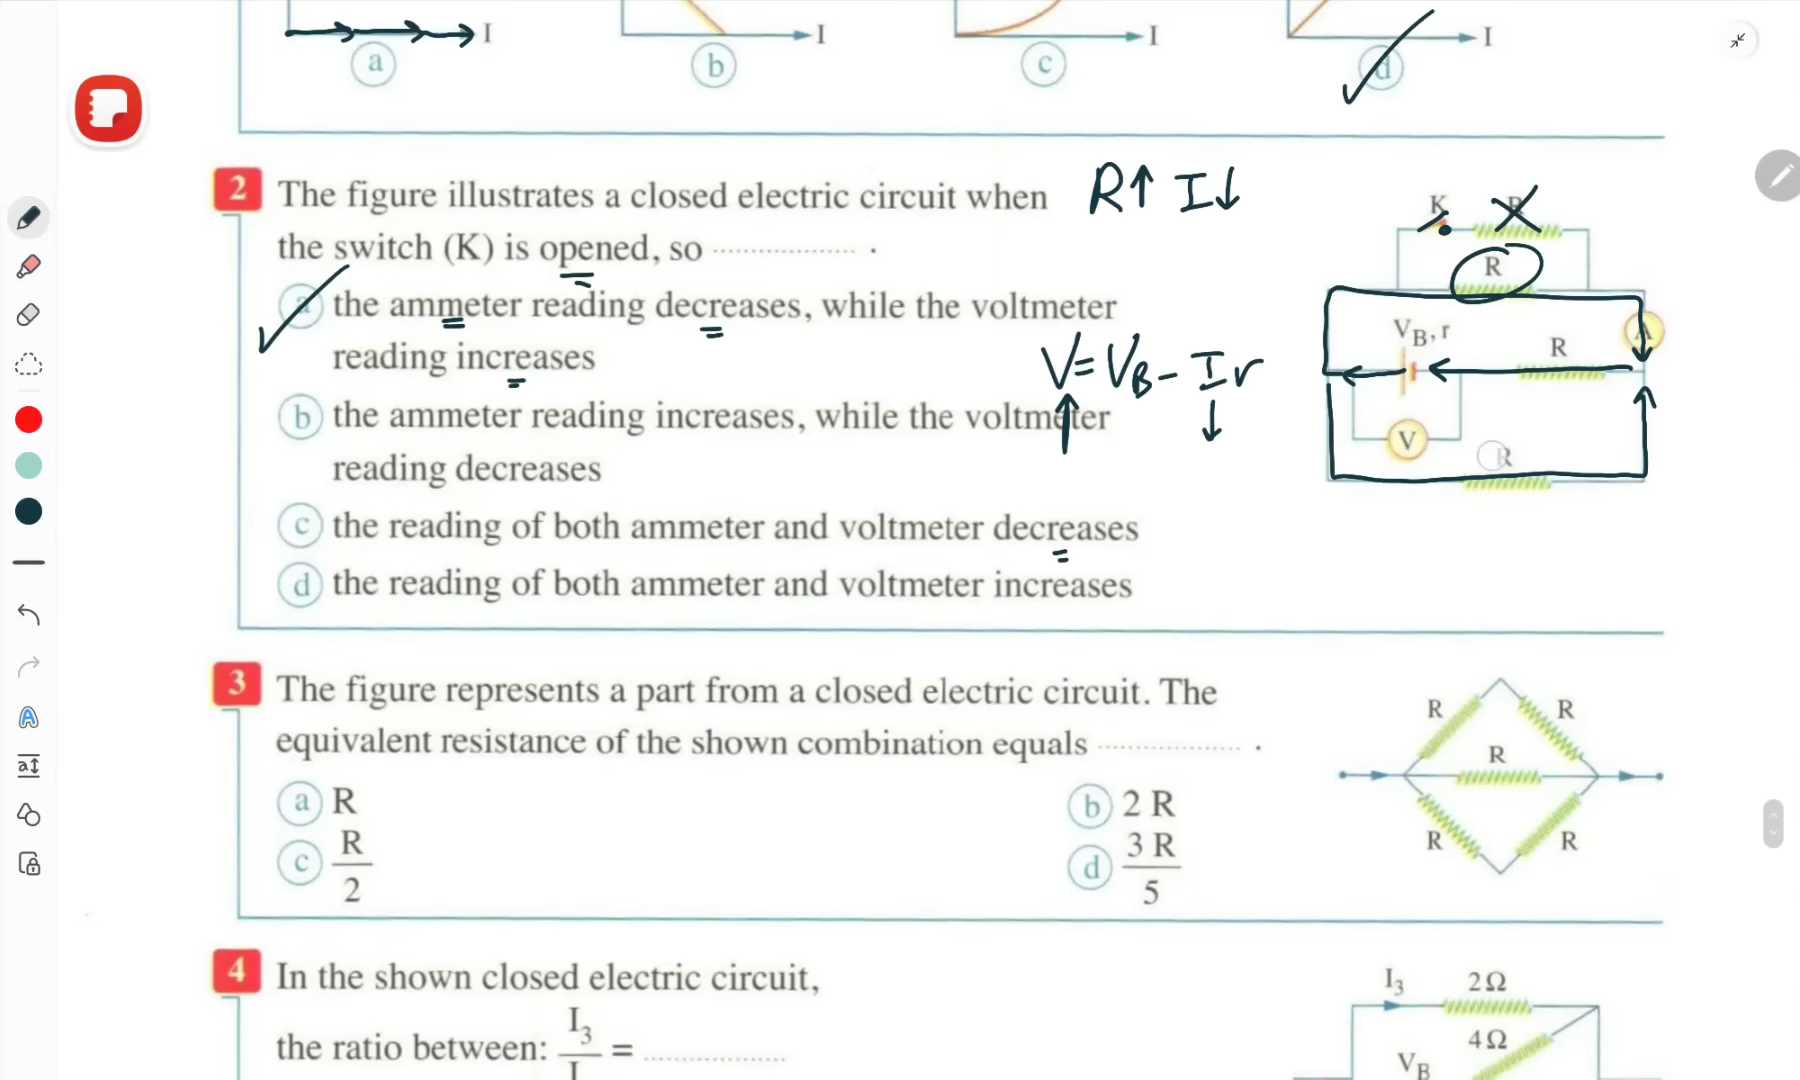 I
I
I
I
a
b
c
d
2 The figure illustrates a closed electric circuit when
the switch (K) is opened, so .................... .
a the ammeter reading decreases, while the voltmeter
reading increases
b the ammeter reading increases, while the voltmeter
reading decreases
c the reading of both ammeter and voltmeter decreases
d the reading of both ammeter and voltmeter increases
R↑ I↓
V = V_B - Ir
↑ ↓
K
R
V_B, r
A
R
V
R
3 The figure represents a part from a closed electric circuit. The
equivalent resistance of the shown combination equals .................... .
a R
b 2 R
c R/2
d 3 R/5
R R
R
R R
4 In the shown closed electric circuit,
the ratio between: I₃/ = ....................
I₃ 2Ω
4Ω
V_B